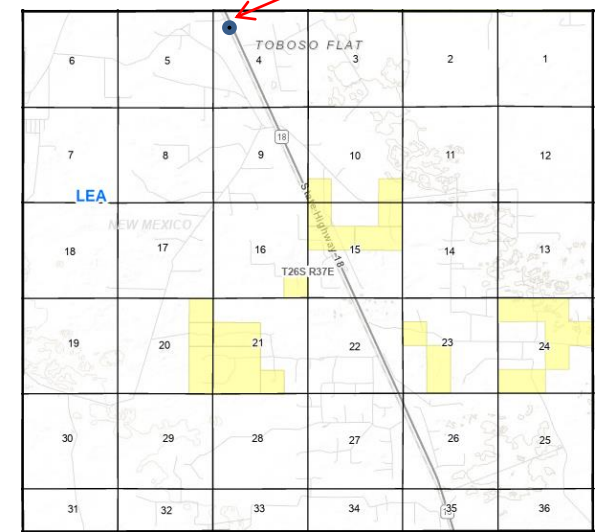 TOBOSO FLAT
6 5 4 3 2 1
18
7 8 9 10 11 12
LEA
State Highway 18
NEW MEXICO
18 17 16 15 14 13
T26S R37E
19 20 21 22 23 24
30 29 28 27 26 25
31 32 33 34 35 36